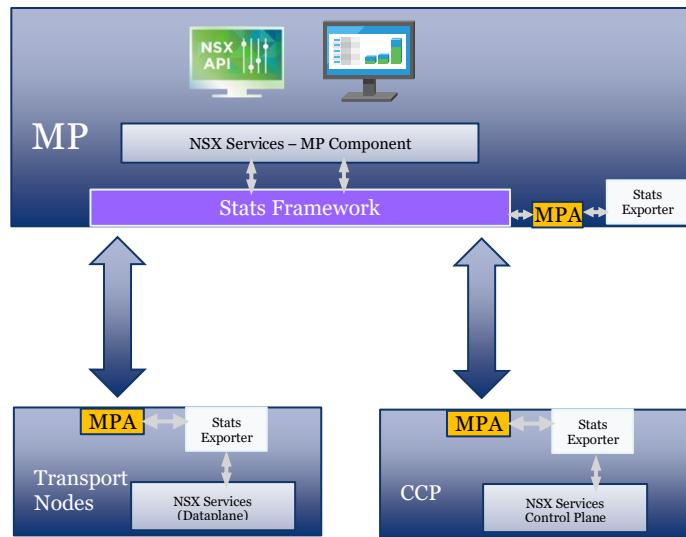 NSX
API
MP
NSX Services – MP Component
Stats Framework
MPA
Stats
Exporter
MPA
Stats
Exporter
Transport
Nodes
NSX Services
(Dataplane)
MPA
Stats
Exporter
CCP
NSX Services
Control Plane